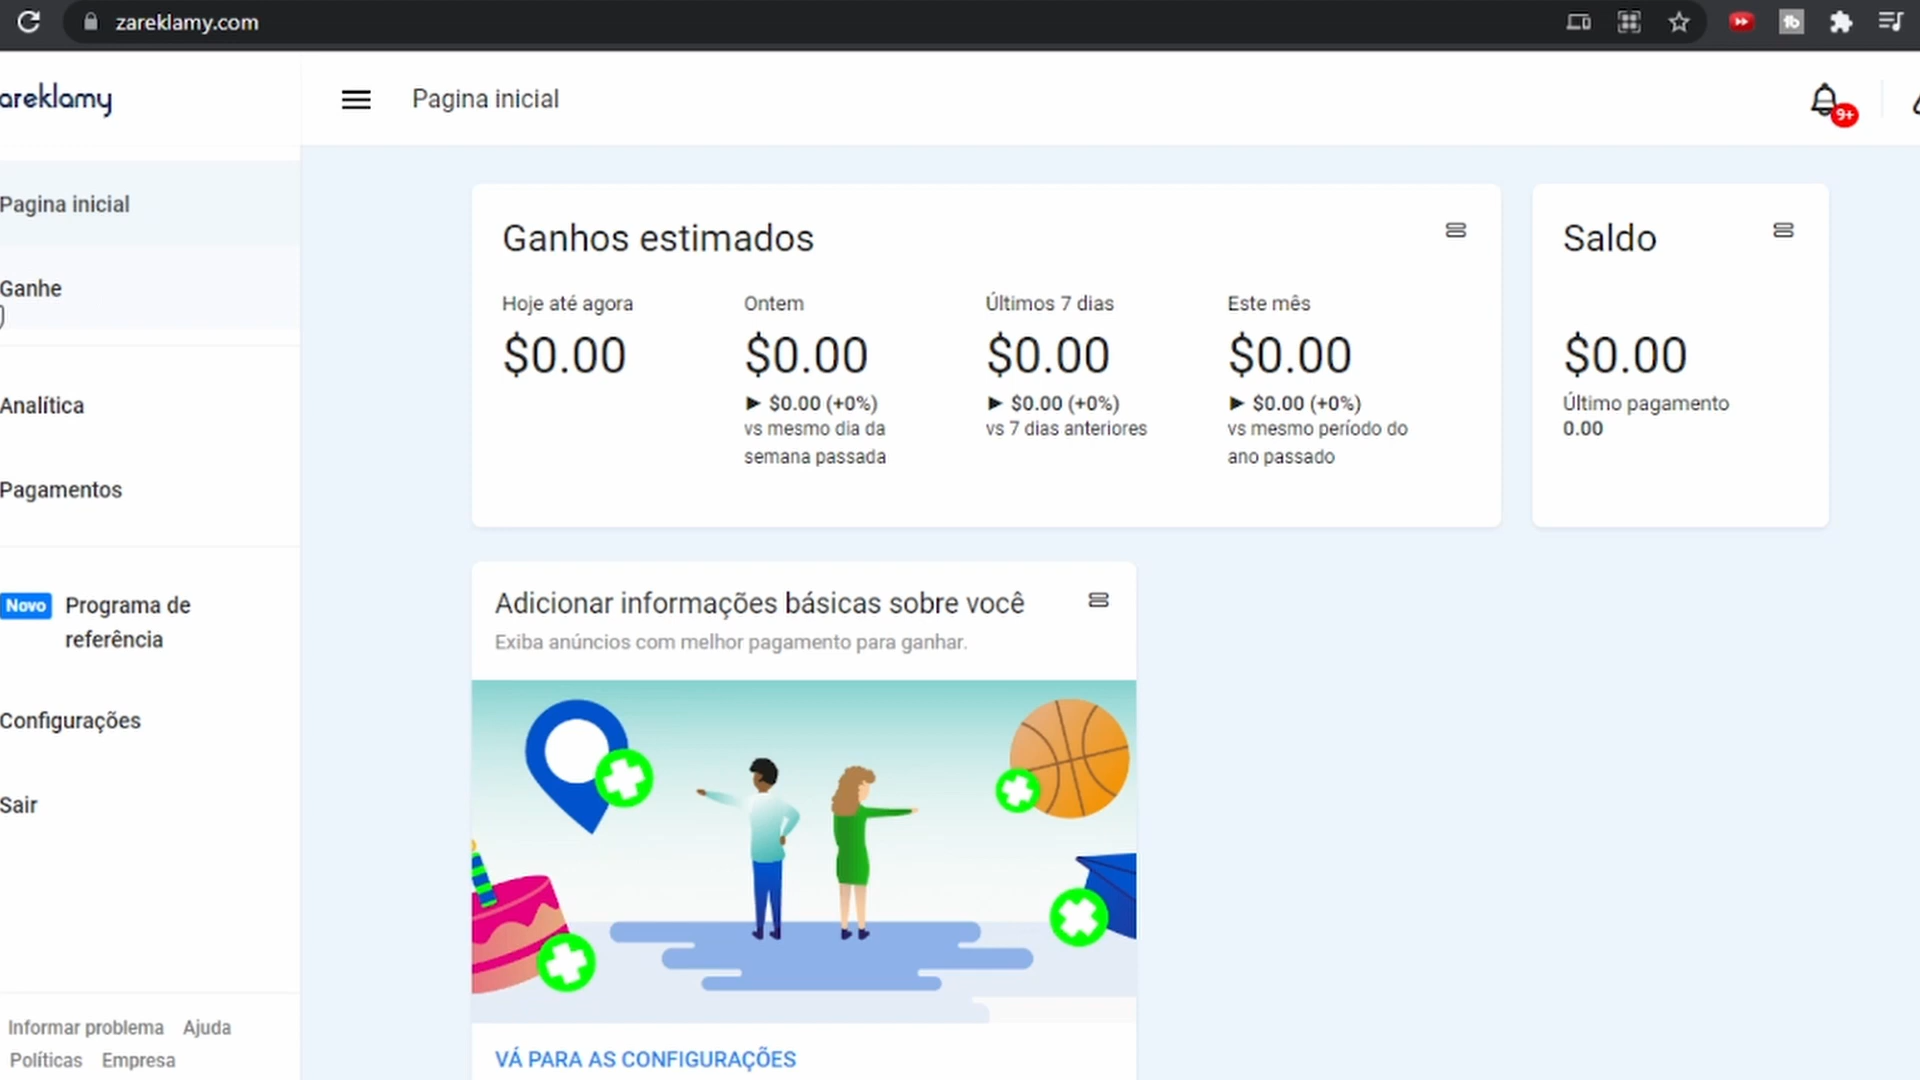 zareklamy.com
areklamy
Pagina inicial
9+
Pagina inicial
Ganhe
Analítica
Pagamentos
Novo Programa de
referência
Configurações
Sair
Informar problema Ajuda
Políticas Empresa
Ganhos estimados
Hoje até agora
$0.00
Ontem
$0.00
► $0.00 (+0%)
vs mesmo dia da
semana passada
Últimos 7 dias
$0.00
► $0.00 (+0%)
vs 7 dias anteriores
Este mês
$0.00
► $0.00 (+0%)
vs mesmo período do
ano passado
Saldo
$0.00
Último pagamento
0.00
Adicionar informações básicas sobre você
Exiba anúncios com melhor pagamento para ganhar.
VÁ PARA AS CONFIGURAÇÕES